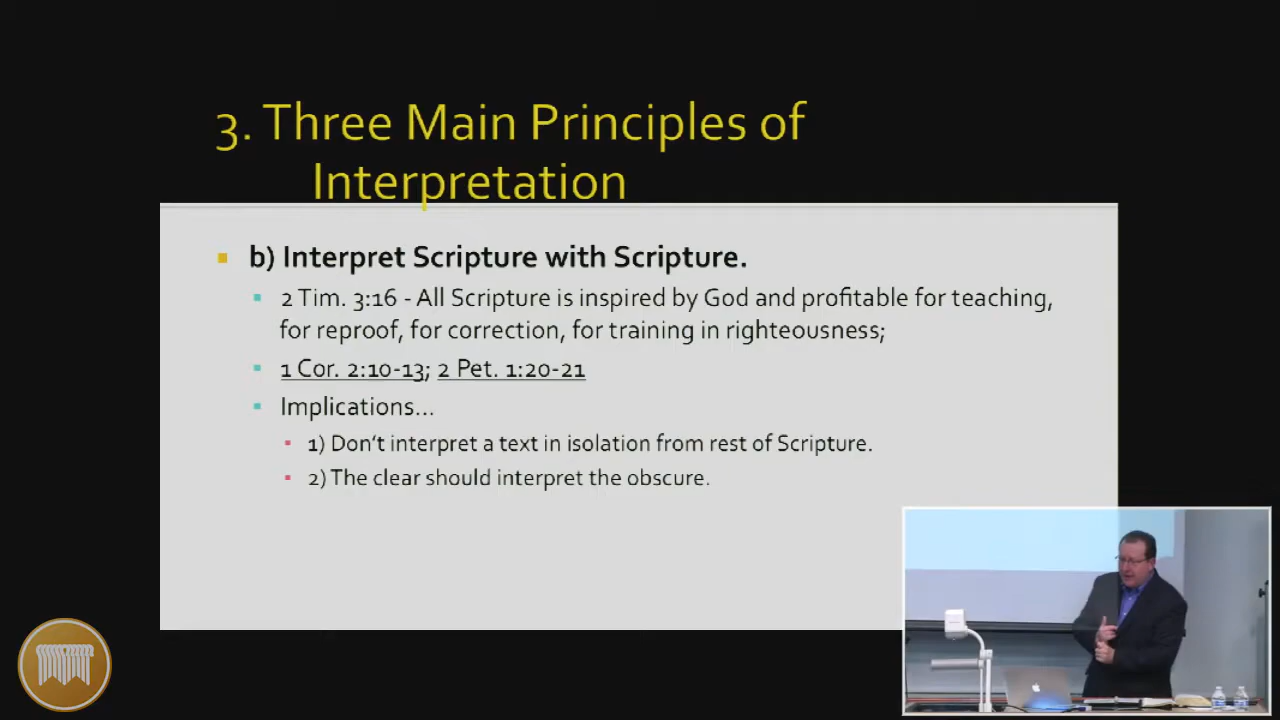 3. Three Main Principles of
Interpretation
b) Interpret Scripture with Scripture.
2 Tim. 3:16 - All Scripture is inspired by God and profitable for teaching,
for reproof, for correction, for training in righteousness;
1 Cor. 2:10-13; 2 Pet. 1:20-21
Implications...
1) Don't interpret a text in isolation from rest of Scripture.
2) The clear should interpret the obscure.